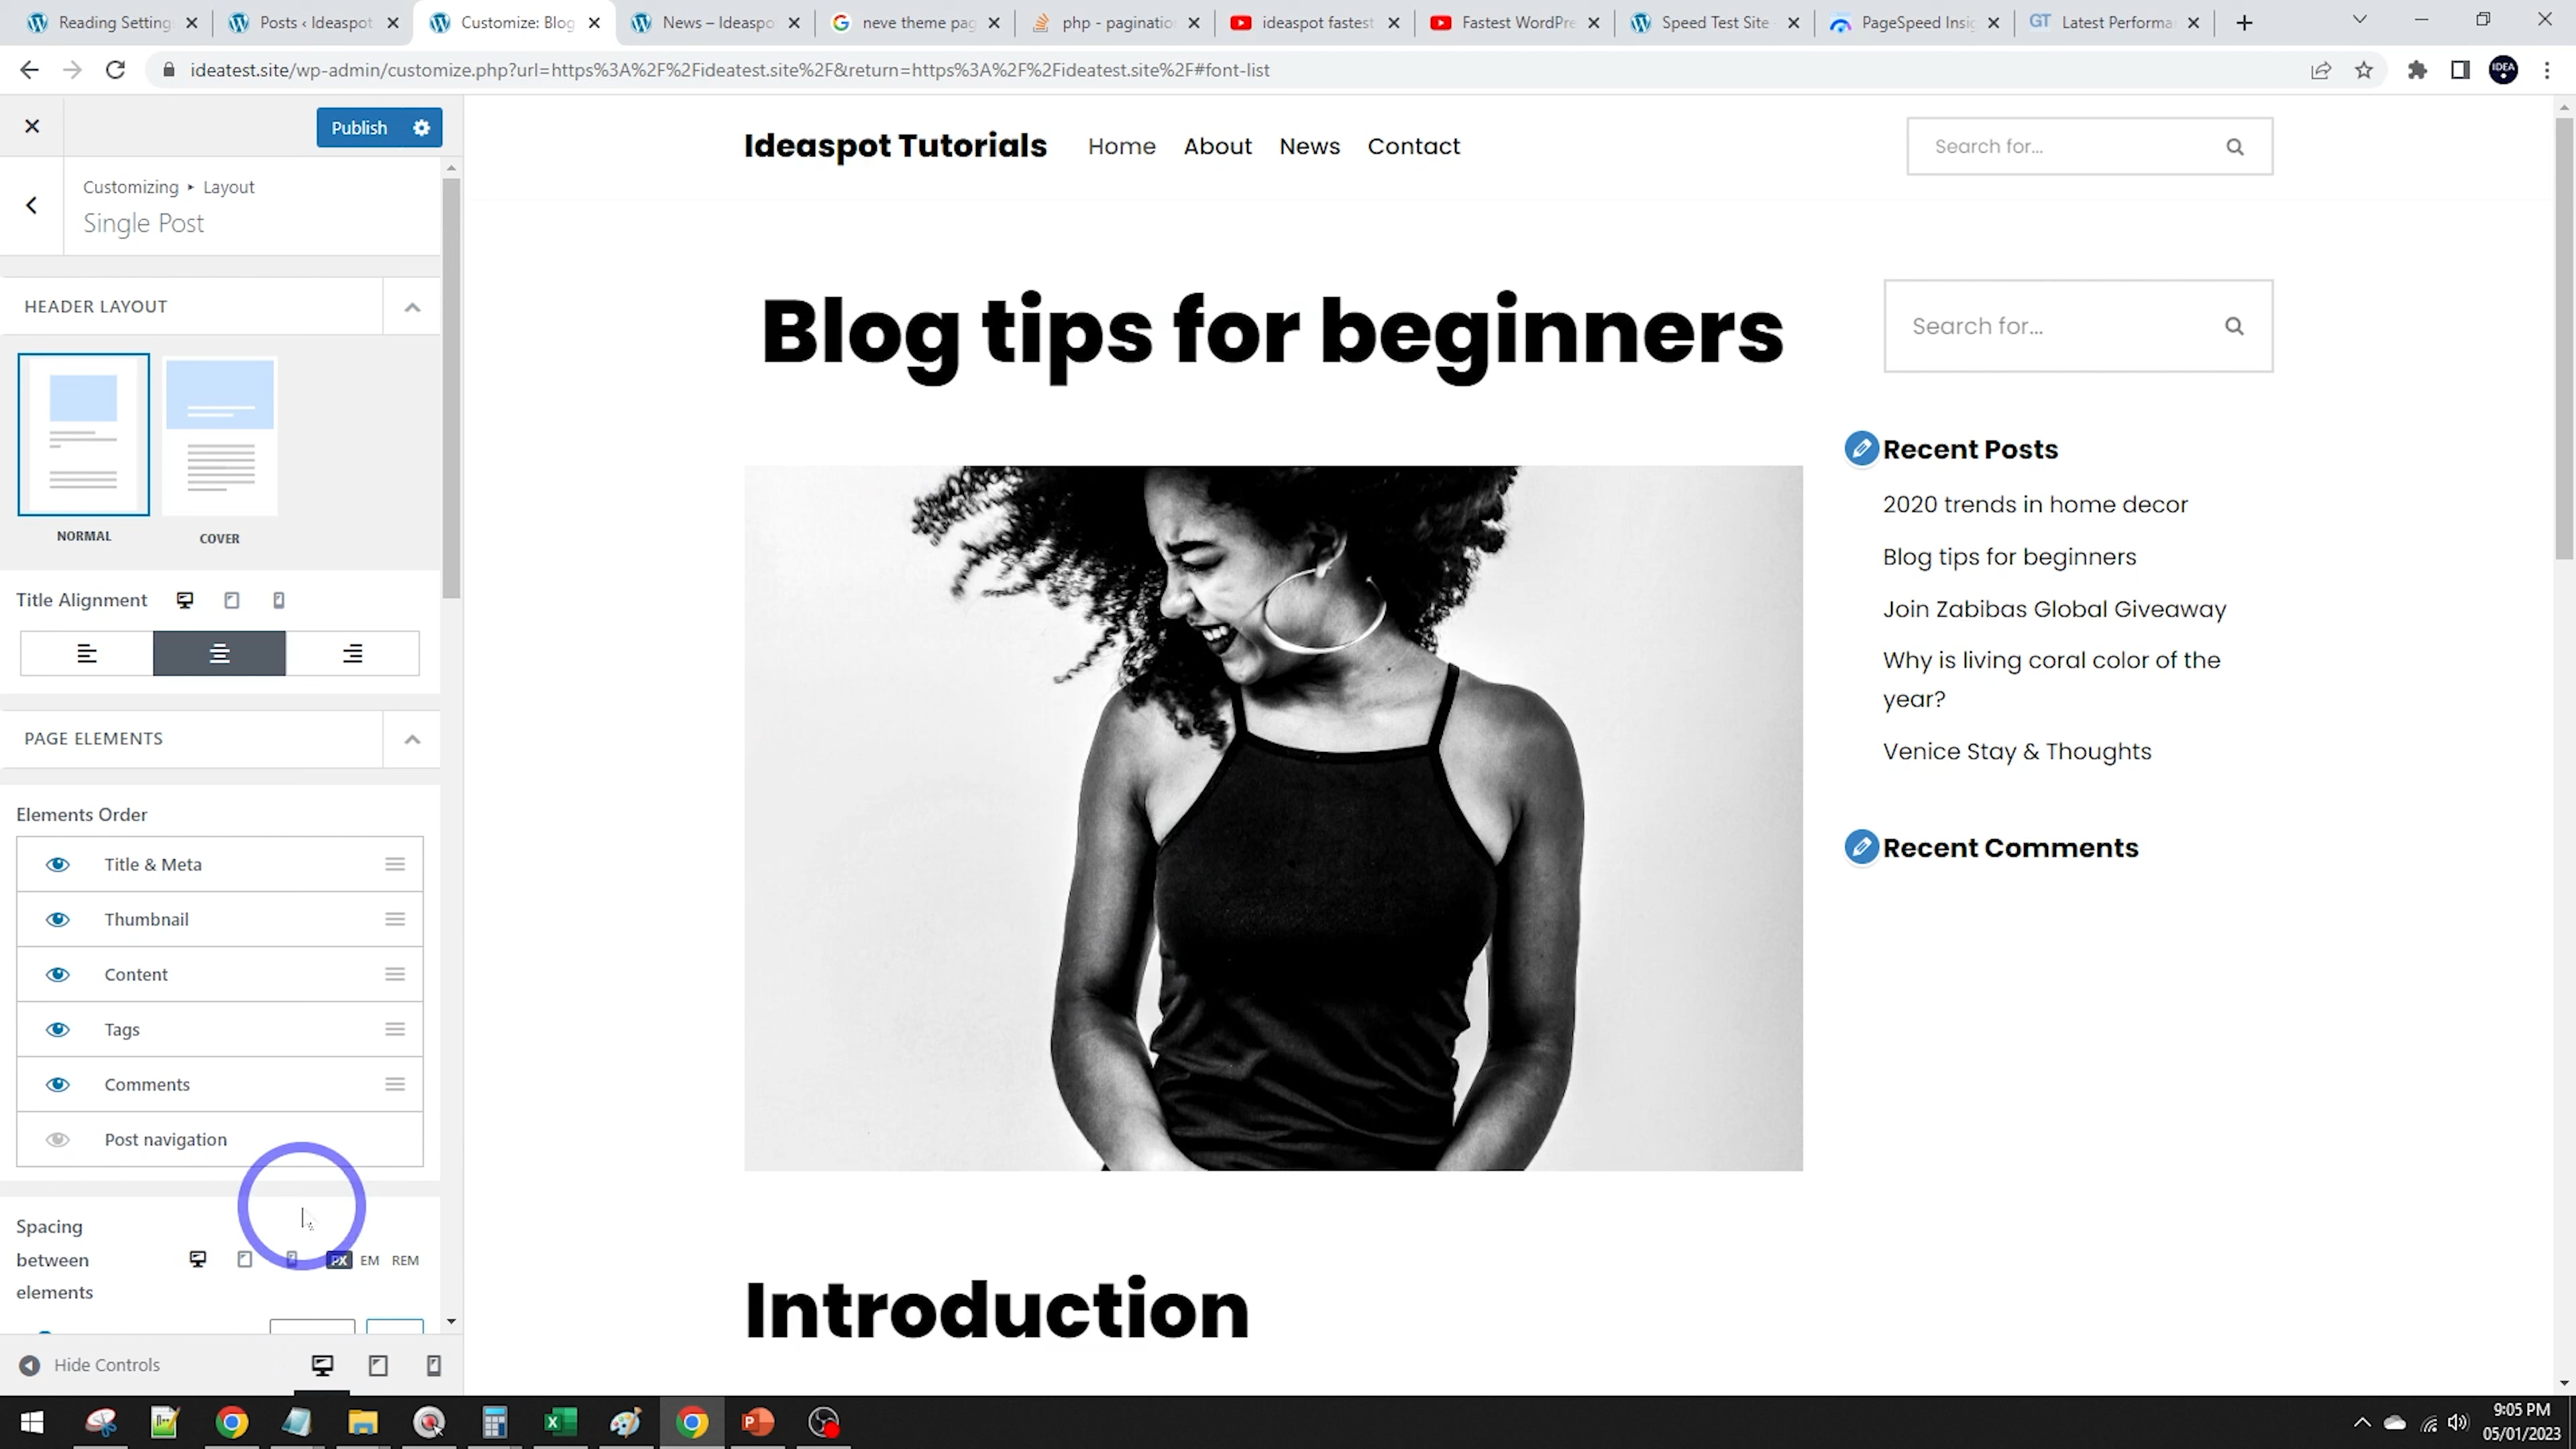 Reading Setting
Posts ‹ Ideaspot
Customize: Blog
News – Ideaspo
neve theme pag
php - paginatio
ideaspot fastest
Fastest WordPre
Speed Test Site
PageSpeed Insig
GT Latest Performa
ideatest.site/wp-admin/customize.php?url=https%3A%2F%2Fideatest.site%2F&return=https%3A%2F%2Fideatest.site%2F#font-list
IDEA
Publish
Customizing ▸ Layout
Single Post
HEADER LAYOUT
NORMAL
COVER
Title Alignment
PAGE ELEMENTS
Elements Order
Title & Meta
Thumbnail
Content
Tags
Comments
Post navigation
Spacing
between
elements
PX EM REM
Hide Controls
Ideaspot Tutorials
Home About News Contact
Search for...
Blog tips for beginners
Introduction
Search for...
Recent Posts
2020 trends in home decor
Blog tips for beginners
Join Zabibas Global Giveaway
Why is living coral color of the
year?
Venice Stay & Thoughts
Recent Comments
9:05 PM
05/01/2023